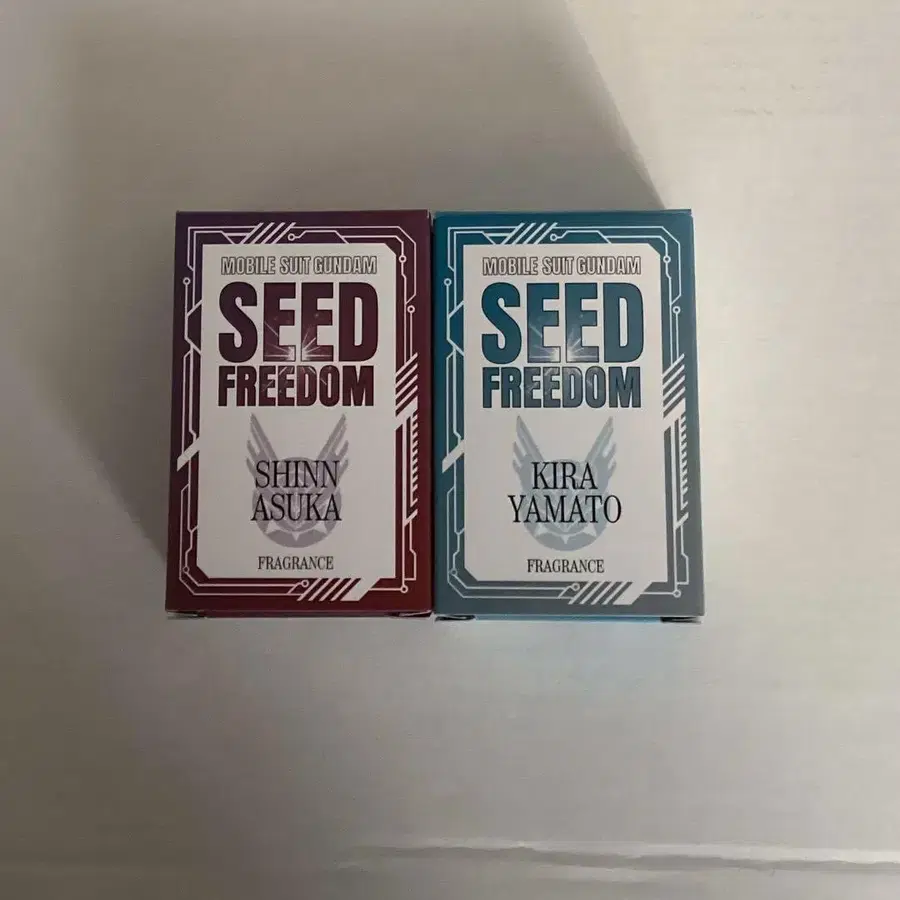 MOBILE SUIT GUNDAM
SEED
FREEDOM
SHINN
ASUKA
FRAGRANCE
MOBILE SUIT GUNDAM
SEED
FREEDOM
KIRA
YAMATO
FRAGRANCE